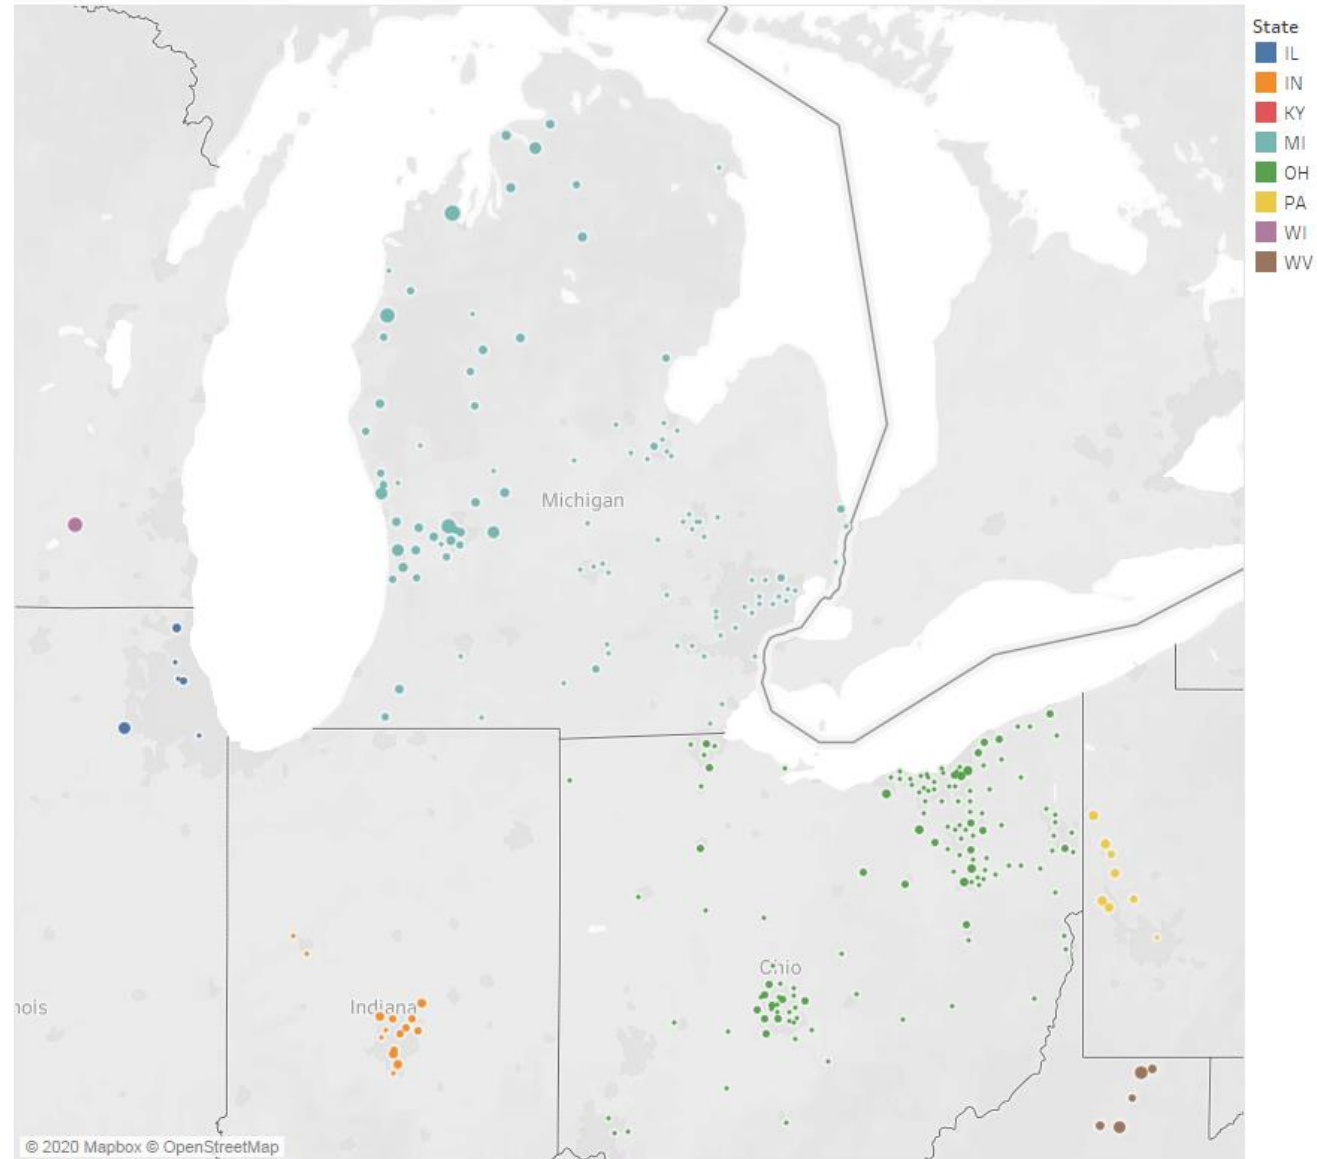 State
IL
IN
KY
MI
OH
PA
WI
WV
Michigan
Ohio
Indiana
nois
© 2020 Mapbox © OpenStreetMap